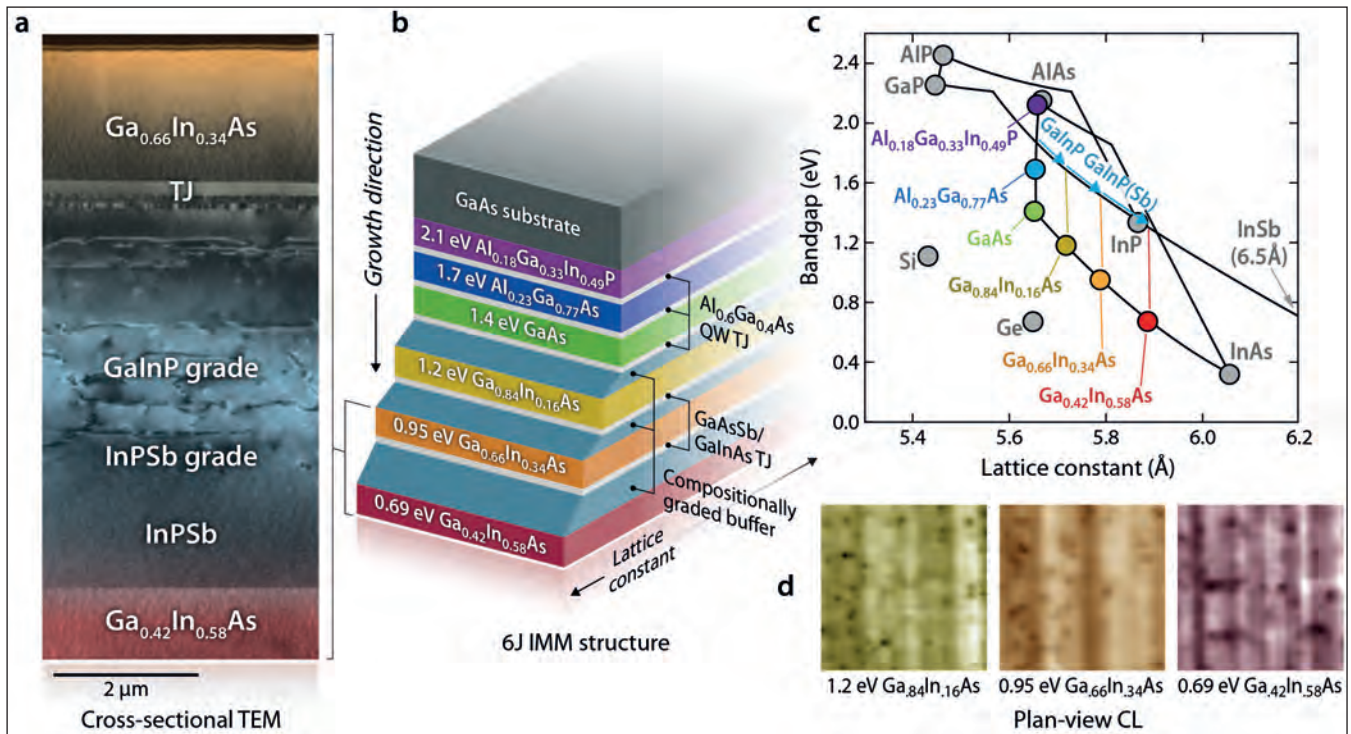 a
Ga0.66In0.34As
TJ
GaInP grade
InPSb grade
InPSb
Ga0.42In0.58As
2 µm
Cross-sectional TEM
b
Growth direction
GaAs substrate
2.1 eV Al0.18Ga0.33In0.49P
1.7 eV Al0.23Ga0.77As
1.4 eV GaAs
1.2 eV Ga0.84In0.16As
0.95 eV Ga0.66In0.34As
0.69 eV Ga0.42In0.58As
Al0.6Ga0.4As
QW TJ
GaAsSb/
GaInAs TJ
Compositionally
graded buffer
Lattice
constant
6J IMM structure
c
Bandgap (eV)
2.4
2.0
1.6
1.2
0.8
0.4
0.0
AlP
GaP
AlAs
Al0.18Ga0.33In0.49P
GaInP GaInP(Sb)
Al0.23Ga0.77As
GaAs
InP
InSb
(6.5Å)
Si
Ga0.84In0.16As
Ge
Ga0.66In0.34As
InAs
Ga0.42In0.58As
5.4 5.6 5.8 6.0 6.2
Lattice constant (Å)
d
1.2 eV Ga.84In.16As
0.95 eV Ga.66In.34As
0.69 eV Ga.42In.58As
Plan-view CL